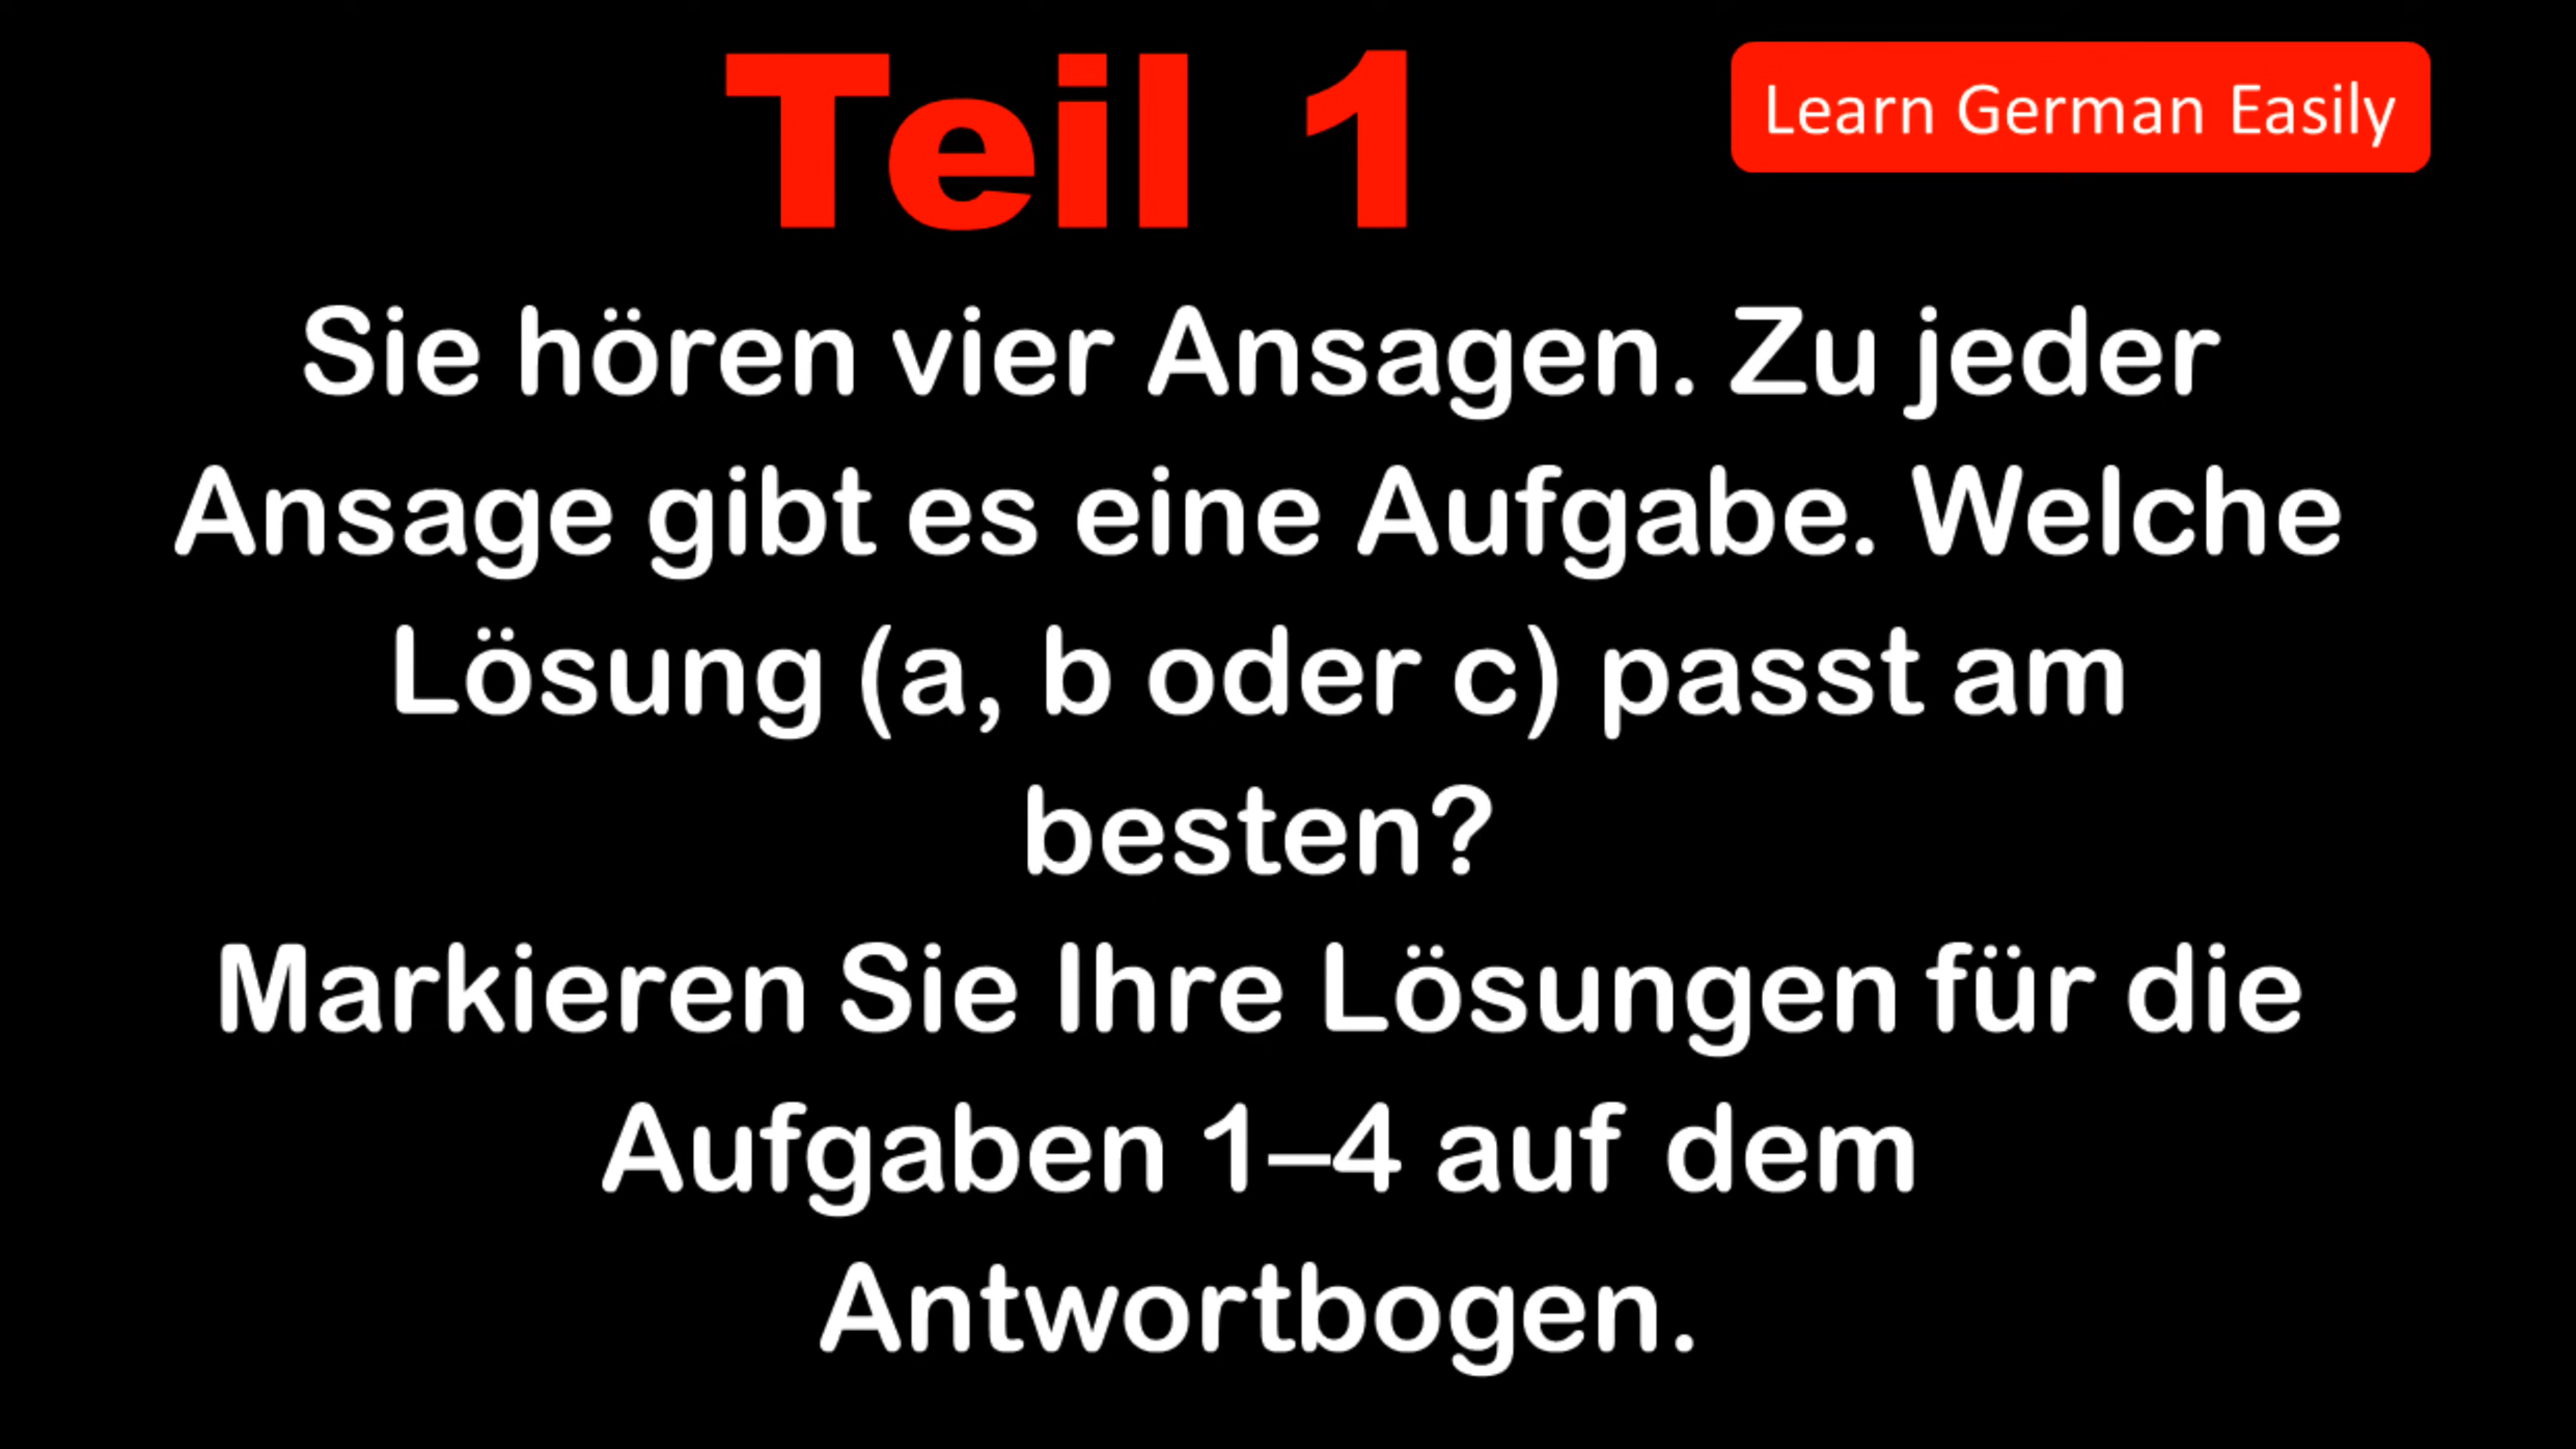 Teil 1
Learn German Easily
Sie hören vier Ansagen. Zu jeder
Ansage gibt es eine Aufgabe. Welche
Lösung (a, b oder c) passt am
besten?
Markieren Sie Ihre Lösungen für die
Aufgaben 1–4 auf dem
Antwortbogen.